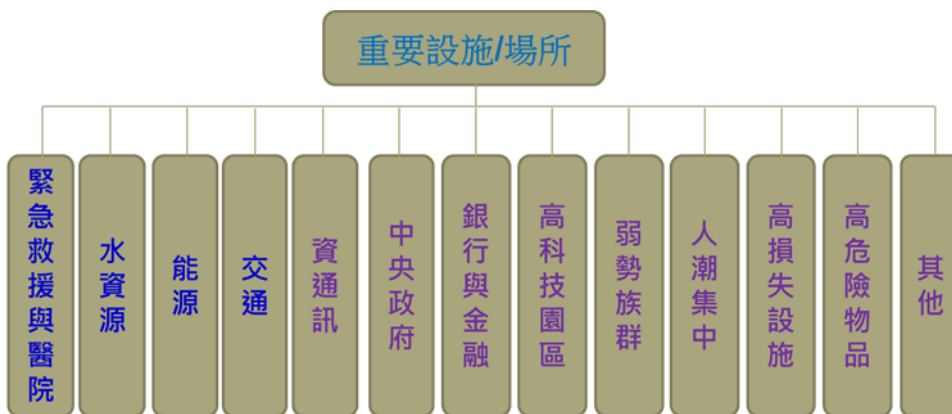 重要設施/場所
緊急救援與醫院
水資源
能源
交通
資通訊
中央政府
銀行與金融
高科技園區
弱勢族群
人潮集中
高損失設施
高危險物品
其他